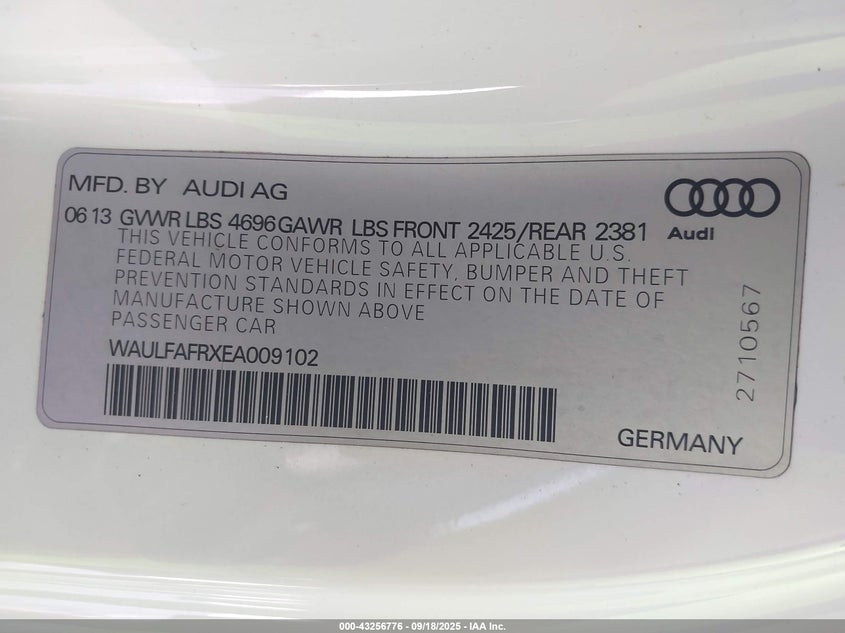 MFD. BY AUDI AG
Audi
06 13 GVWR LBS 4696 GAWR LBS FRONT 2425/REAR 2381
THIS VEHICLE CONFORMS TO ALL APPLICABLE U.S.
FEDERAL MOTOR VEHICLE SAFETY, BUMPER AND THEFT
PREVENTION STANDARDS IN EFFECT ON THE DATE OF
MANUFACTURE SHOWN ABOVE
PASSENGER CAR
WAULFAFRXEA009102
2710567
GERMANY
000-43256776 - 09/18/2025 - IAA Inc.